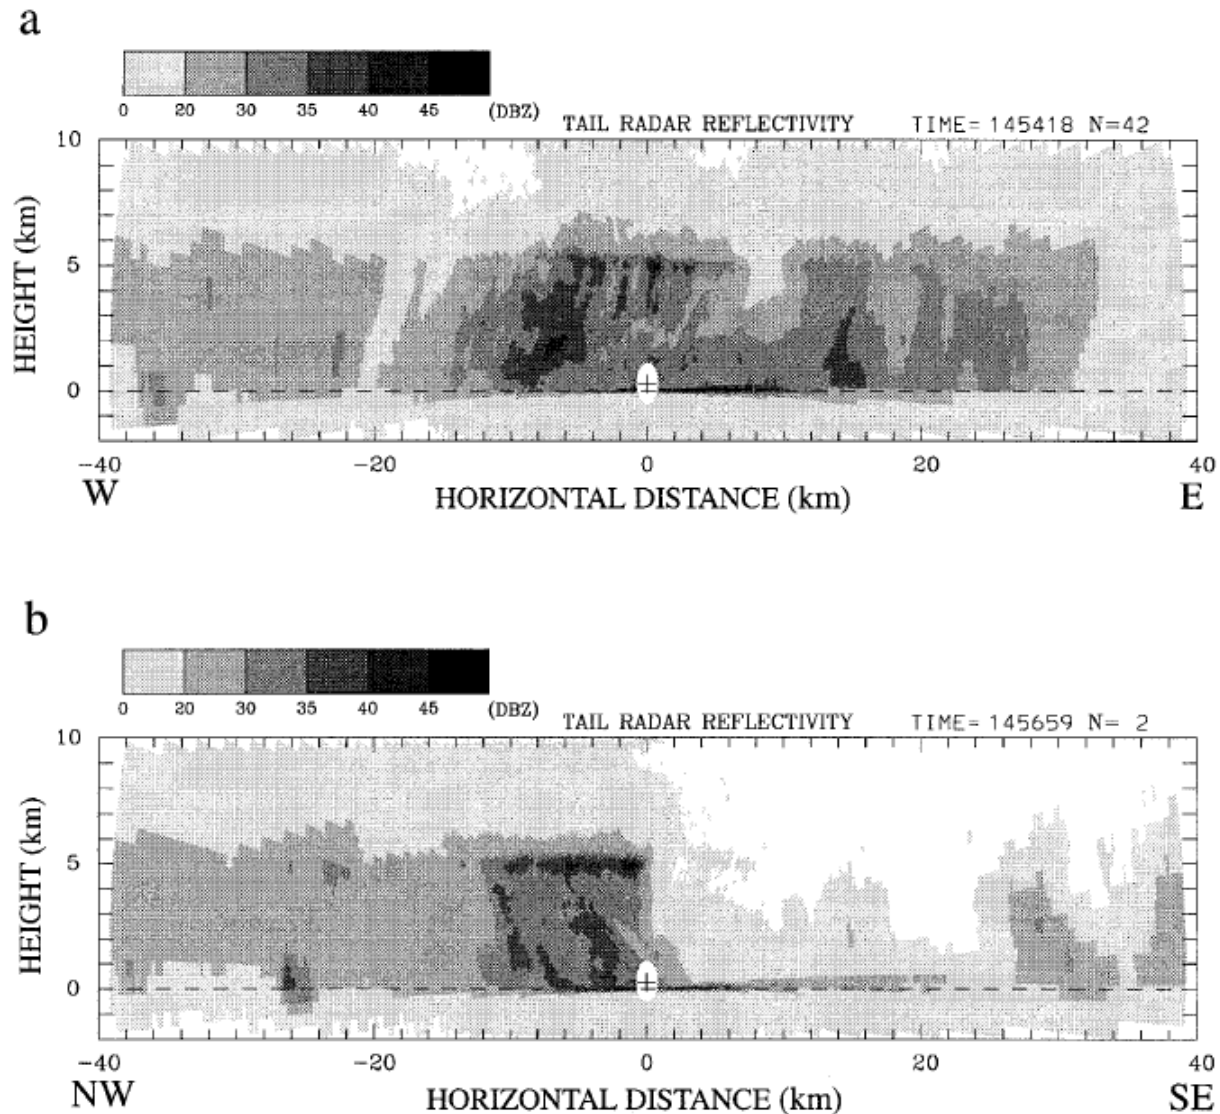 a
0 20 30 35 40 45 (DBZ)
TAIL RADAR REFLECTIVITY TIME= 145418 N=42
10
5
0
HEIGHT (km)
-40 -20 0 20 40
W HORIZONTAL DISTANCE (km) E
b
0 20 30 35 40 45 (DBZ)
TAIL RADAR REFLECTIVITY TIME= 145659 N= 2
10
5
0
HEIGHT (km)
-40 -20 0 20 40
NW HORIZONTAL DISTANCE (km) SE